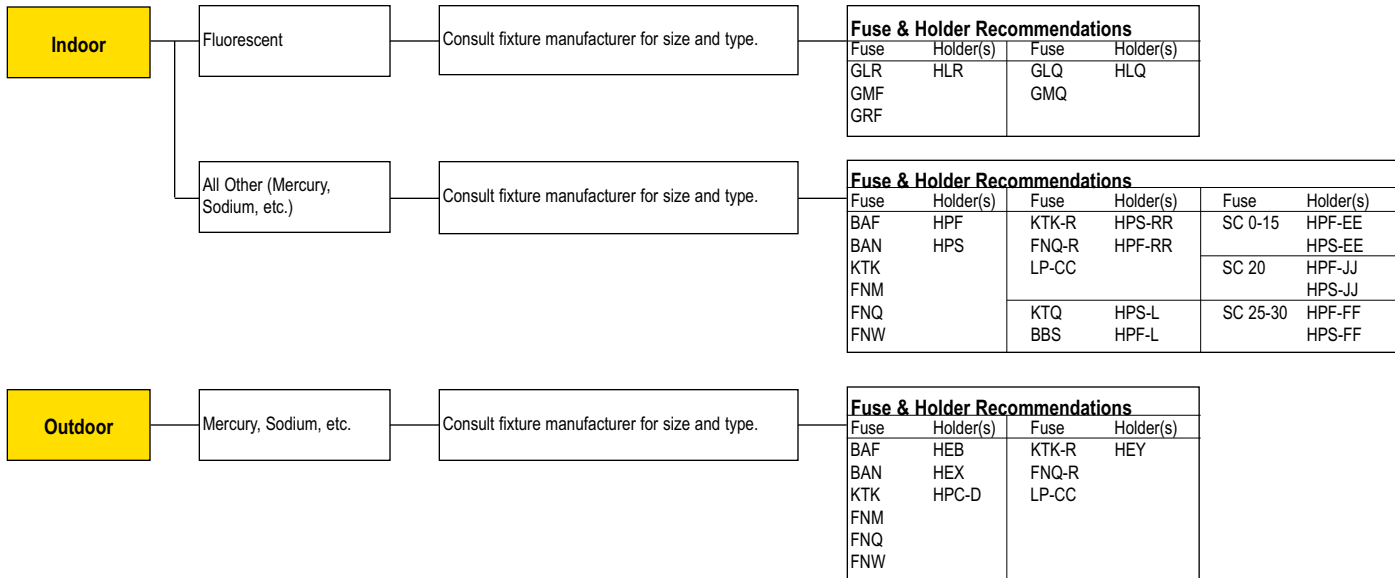 Indoor
Fluorescent
Consult fixture manufacturer for size and type.
Fuse & Holder Recommendations
Fuse Holder(s) Fuse Holder(s)
GLR HLR GLQ HLQ
GMF GMQ
GRF
All Other (Mercury,
Sodium, etc.)
Consult fixture manufacturer for size and type.
Fuse & Holder Recommendations
Fuse Holder(s) Fuse Holder(s) Fuse Holder(s)
BAF HPF KTK-R HPS-RR SC 0-15 HPF-EE
BAN HPS FNQ-R HPF-RR HPS-EE
KTK LP-CC SC 20 HPF-JJ
FNM HPS-JJ
FNQ KTQ HPS-L SC 25-30 HPF-FF
FNW BBS HPF-L HPS-FF
Outdoor
Mercury, Sodium, etc.
Consult fixture manufacturer for size and type.
Fuse & Holder Recommendations
Fuse Holder(s) Fuse Holder(s)
BAF HEB KTK-R HEY
BAN HEX FNQ-R
KTK HPC-D LP-CC
FNM
FNQ
FNW